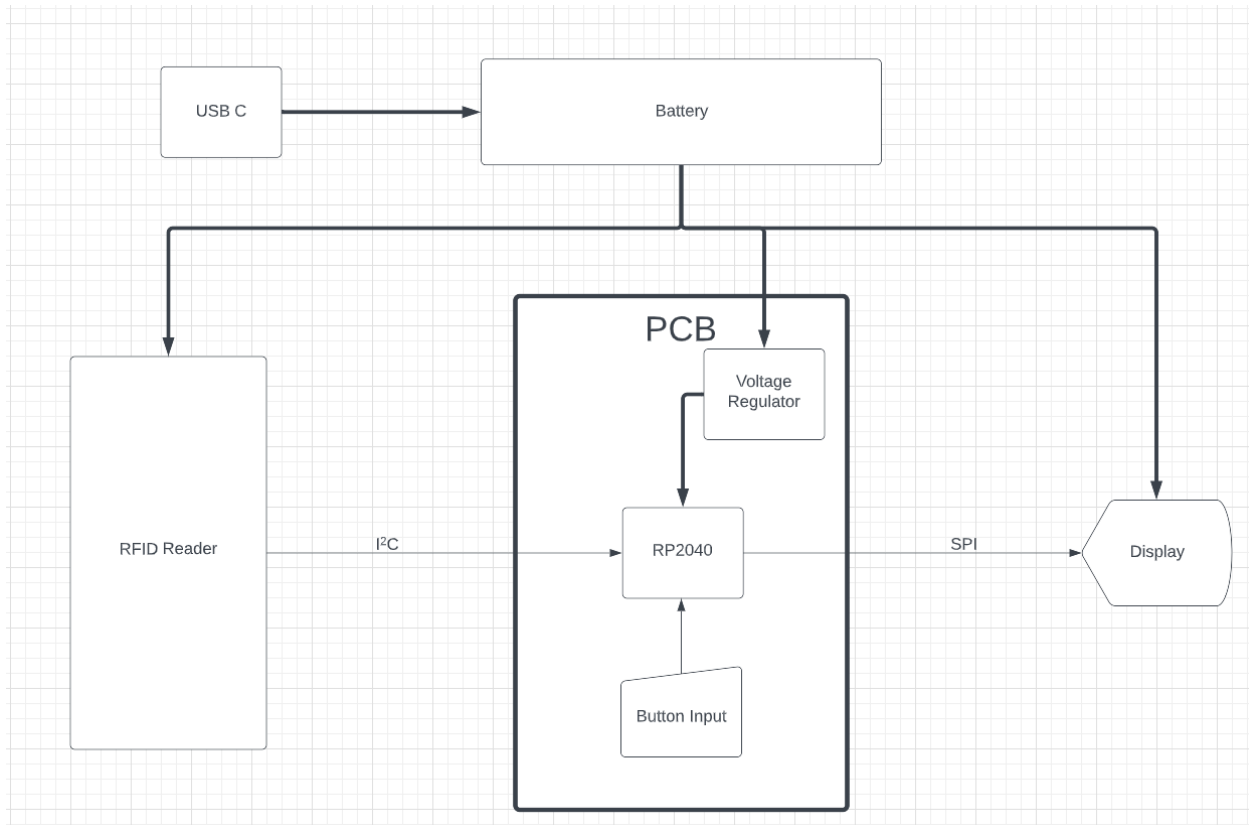 USB C
Battery
PCB
Voltage
Regulator
RFID Reader
I²C
RP2040
SPI
Display
Button Input